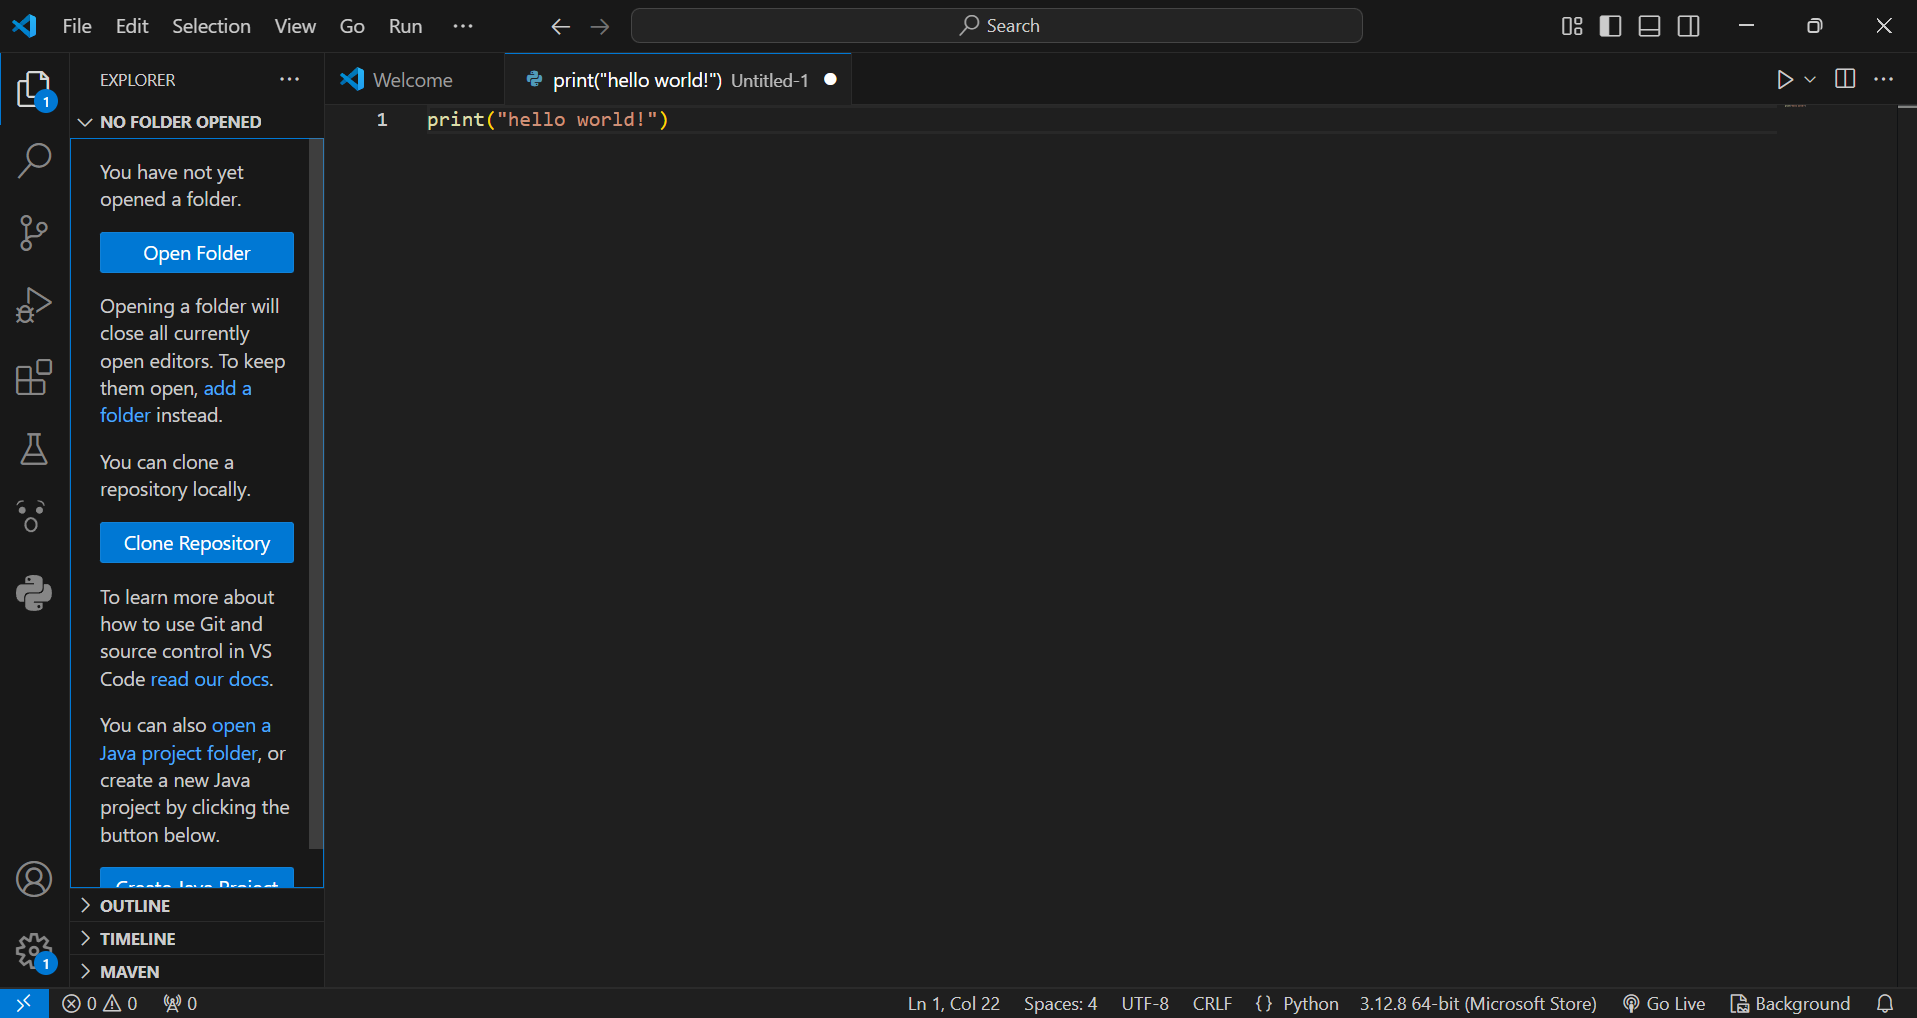 File Edit Selection View Go Run ··· Search
EXPLORER ···
Welcome print("hello world!") Untitled-1
NO FOLDER OPENED
1 print("hello world!")
1
You have not yet
opened a folder.
Open Folder
Opening a folder will
close all currently
open editors. To keep
them open, add a
folder instead.
You can clone a
repository locally.
Clone Repository
To learn more about
how to use Git and
source control in VS
Code read our docs.
You can also open a
Java project folder, or
create a new Java
project by clicking the
button below.
Create Java Project
OUTLINE
TIMELINE
MAVEN
1
0 0 0 Ln 1, Col 22 Spaces: 4 UTF-8 CRLF {} Python 3.12.8 64-bit (Microsoft Store) Go Live Background